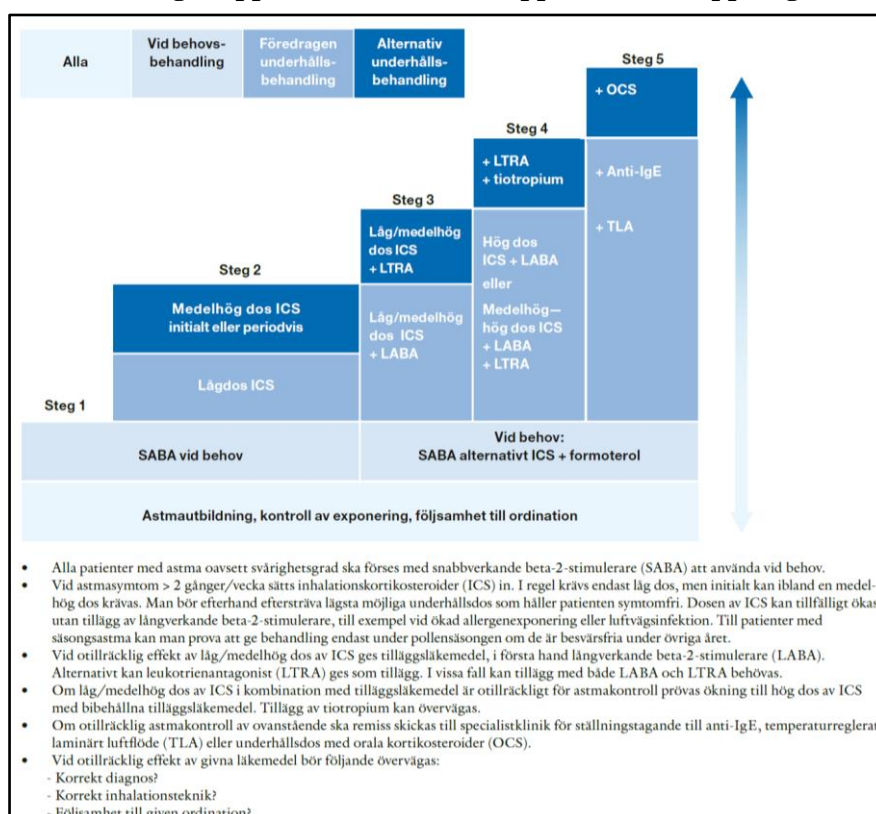 Alla
Vid behovs-
behandling
Föredragen
underhålls-
behandling
Alternativ
underhålls-
behandling
Steg 5
+ OCS
+ Anti-IgE
+ TLA
Steg 4
+ LTRA
+ tiotropium
Hög dos
ICS + LABA
eller
Medelhög—
hög dos ICS
+ LABA
+ LTRA
Steg 3
Låg/medelhög
dos ICS
+ LTRA
Låg/medelhög
dos ICS
+ LABA
Steg 2
Medelhög dos ICS
initialt eller periodvis
Lågdos ICS
Steg 1
SABA vid behov
Vid behov:
SABA alternativt ICS + formoterol
Astmautbildning, kontroll av exponering, följsamhet till ordination
• Alla patienter med astma oavsett svårighetsgrad ska förses med snabbverkande beta-2-stimulerare (SABA) att använda vid behov.
• Vid astmasymtom > 2 gånger/vecka sätts inhalationskortikosteroider (ICS) in. I regel krävs endast låg dos, men initialt kan ibland en medel-
hög dos krävas. Man bör efterhand eftersträva lägsta möjliga underhållsdos som håller patienten symtomfri. Dosen av ICS kan tillfälligt ökas
utan tillägg av långverkande beta-2-stimulerare, till exempel vid ökad allergenexponering eller luftvägsinfektion. Till patienter med
säsongsastma kan man prova att ge behandling endast under pollensäsongen om de är besvärsfria under övriga året.
• Vid otillräcklig effekt av låg/medelhög dos av ICS ges tilläggsläkemedel, i första hand långverkande beta-2-stimulerare (LABA).
Alternativt kan leukotrienantagonist (LTRA) ges som tillägg. I vissa fall kan tillägg med både LABA och LTRA behövas.
• Om låg/medelhög dos av ICS i kombination med tilläggsläkemedel är otillräckligt för astmakontroll prövas ökning till hög dos av ICS
med bibehållna tilläggsläkemedel. Tillägg av tiotropium kan övervägas.
• Om otillräcklig astmakontroll av ovanstående ska remiss skickas till specialistklinik för ställningstagande till anti-IgE, temperaturreglerat
laminärt luftflöde (TLA) eller underhållsdos med orala kortikosteroider (OCS).
• Vid otillräcklig effekt av givna läkemedel bör följande övervägas:
- Korrekt diagnos?
- Korrekt inhalationsteknik?
- Följsamhet till given ordination?